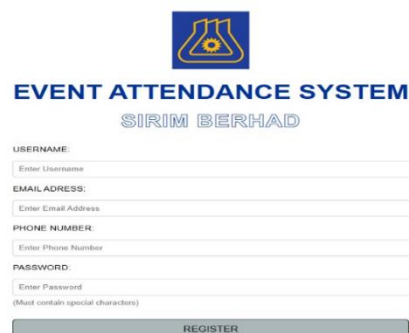 EVENT ATTENDANCE SYSTEM
SIRIM BERHAD
USERNAME:
Enter Username
EMAIL ADRESS:
Enter Email Address
PHONE NUMBER:
Enter Phone Number
PASSWORD:
Enter Password
(Must contain special characters)
REGISTER